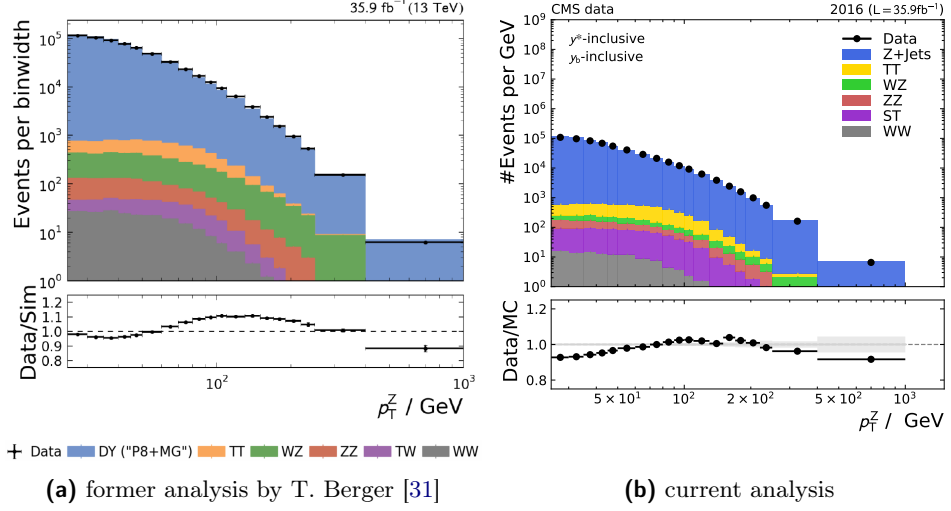 35.9 fb⁻¹(13 TeV)
Events per binwidth
10⁵
10⁴
10³
10²
10¹
10⁰
Data/Sim
1.2
1.1
1.0
0.9
0.8
10²
10³
p_T^Z / GeV
Data
DY ("P8+MG")
TT
WZ
ZZ
TW
WW
(a) former analysis by T. Berger [31]
CMS data
2016 (L = 35.9fb⁻¹)
#Events per GeV
10⁹
10⁸
10⁷
10⁶
10⁵
10⁴
10³
10²
10¹
10⁰
y*-inclusive
y_b-inclusive
Data
Z+Jets
TT
WZ
ZZ
ST
WW
Data/MC
1.2
1.0
0.8
5 × 10¹
10²
2 × 10²
5 × 10²
10³
p_T^Z / GeV
(b) current analysis